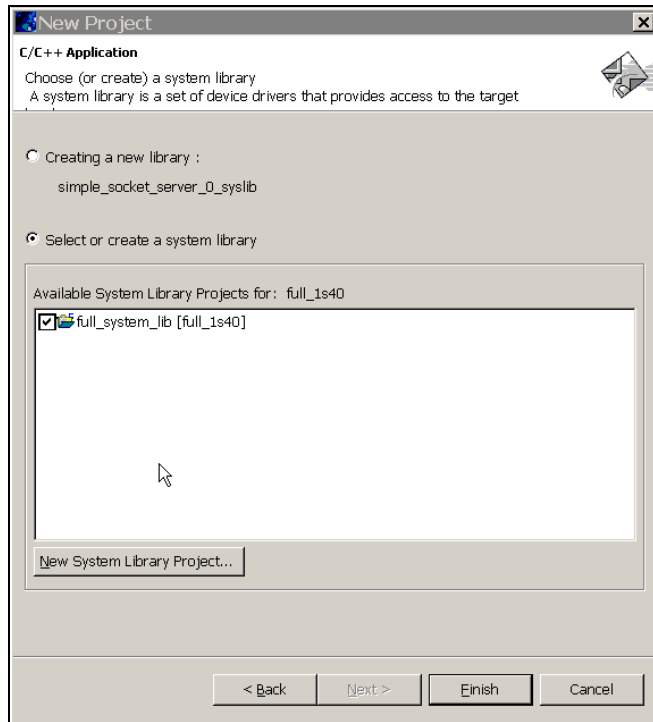 New Project
C/C++ Application
Choose (or create) a system library
A system library is a set of device drivers that provides access to the target
Creating a new library :
simple_socket_server_0_syslib
Select or create a system library
Available System Library Projects for: full_1s40
full_system_lib [full_1s40]
New System Library Project...
< Back
Next >
Finish
Cancel